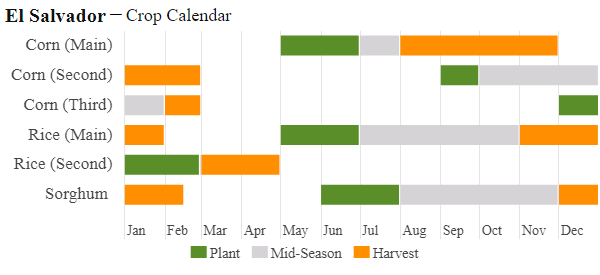 El Salvador — Crop Calendar
Corn (Main)
Corn (Second)
Corn (Third)
Rice (Main)
Rice (Second)
Sorghum
Jan Feb Mar Apr May Jun Jul Aug Sep Oct Nov Dec
Plant Mid-Season Harvest